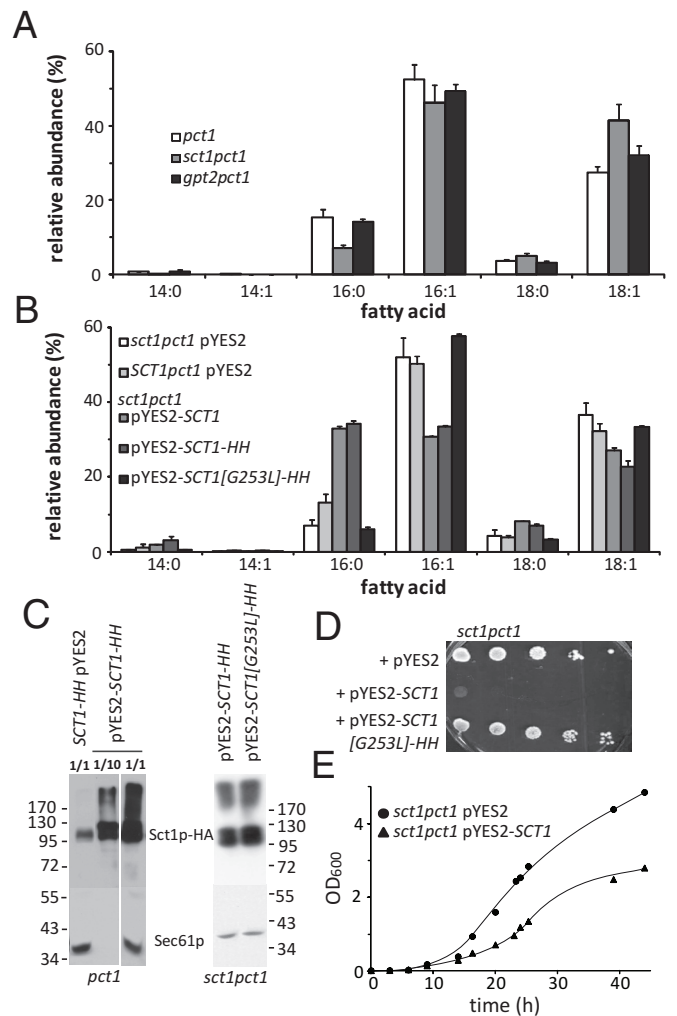 A
relative abundance (%)
60
40
20
0
pct1
sct1pct1
gpt2pct1
14:0 14:1 16:0 16:1 18:0 18:1
fatty acid
B
relative abundance (%)
60
40
20
0
sct1pct1 pYES2
SCT1pct1 pYES2
sct1pct1
pYES2-SCT1
pYES2-SCT1-HH
pYES2-SCT1[G253L]-HH
14:0 14:1 16:0 16:1 18:0 18:1
fatty acid
C
SCT1-HH pYES2
pYES2-SCT1-HH
1/1 1/10 1/1
170 -
130 -
95 -
72 -
55 -
43 -
34 -
pct1
Sct1p-HA
Sec61p
pYES2-SCT1-HH
pYES2-SCT1[G253L]-HH
- 170
- 130
- 95
- 72
- 55
- 43
- 34
sct1pct1
D
sct1pct1
+ pYES2
+ pYES2-SCT1
+ pYES2-SCT1
[G253L]-HH
E
OD600
4
2
0
sct1pct1 pYES2
sct1pct1 pYES2-SCT1
0 10 20 30 40
time (h)